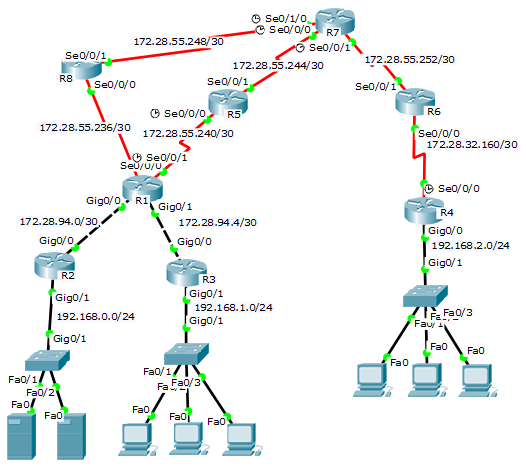 Se0/1/0
R7
Se0/0/0
172.28.55.248/30
Se0/0/1
Se0/0/1
172.28.55.244/30
172.28.55.252/30
R8
Se0/0/0
Se0/0/1
Se0/0/1
R5
R6
Se0/0/0
172.28.55.236/30
172.28.55.240/30
Se0/0/0
172.28.32.160/30
Se0/0/1
Se0/0/0
R1
Se0/0/0
R4
Gig0/0
Gig0/1
172.28.94.0/30
172.28.94.4/30
Gig0/0
192.168.2.0/24
Gig0/0
Gig0/0
Gig0/1
R2
R3
Gig0/1
Gig0/1
192.168.0.0/24
192.168.1.0/24
Gig0/1
Gig0/1
Fa0/1
Fa0/3
Fa0
Fa0
Fa0
Fa0/1
Fa0/2
Fa0/1
Fa0/3
Fa0
Fa0
Fa0
Fa0
Fa0